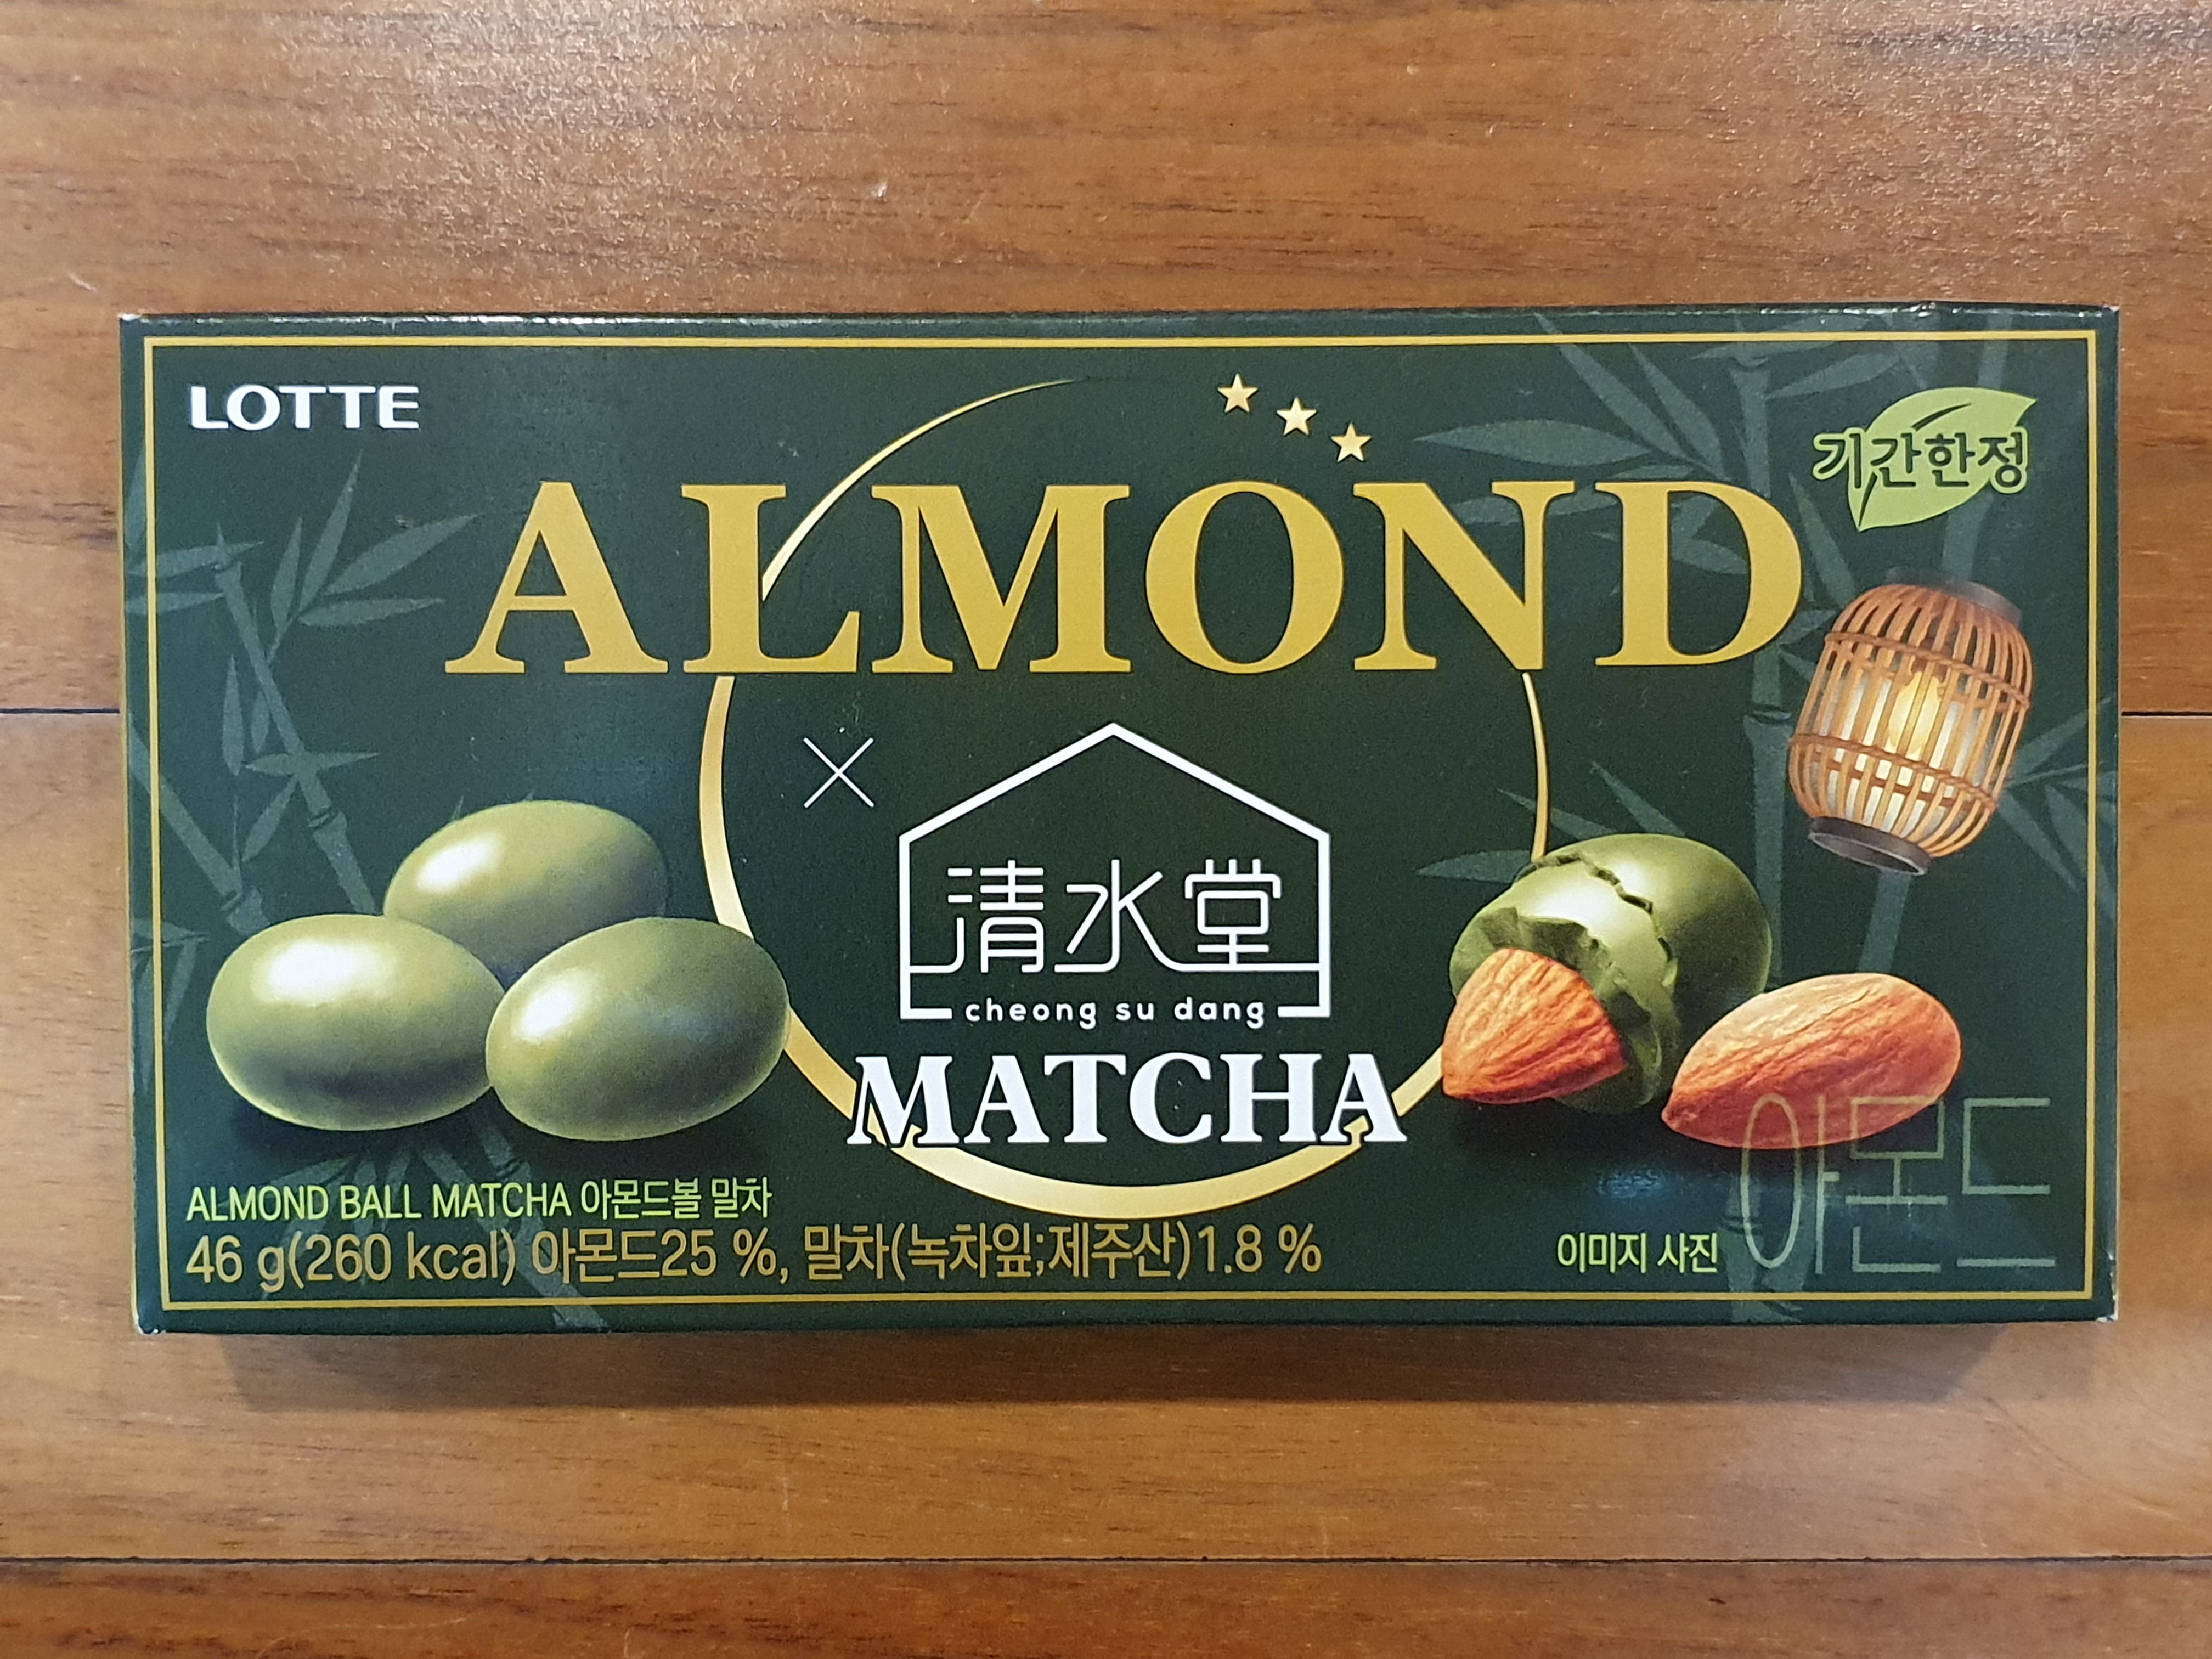 LOTTE
기간한정
ALMOND
×
清水堂
cheong su dang
MATCHA
ALMOND BALL MATCHA 아몬드볼 말차
46 g(260 kcal) 아몬드25 %, 말차(녹차잎;제주산)1.8 %
이미지 사진
아몬드